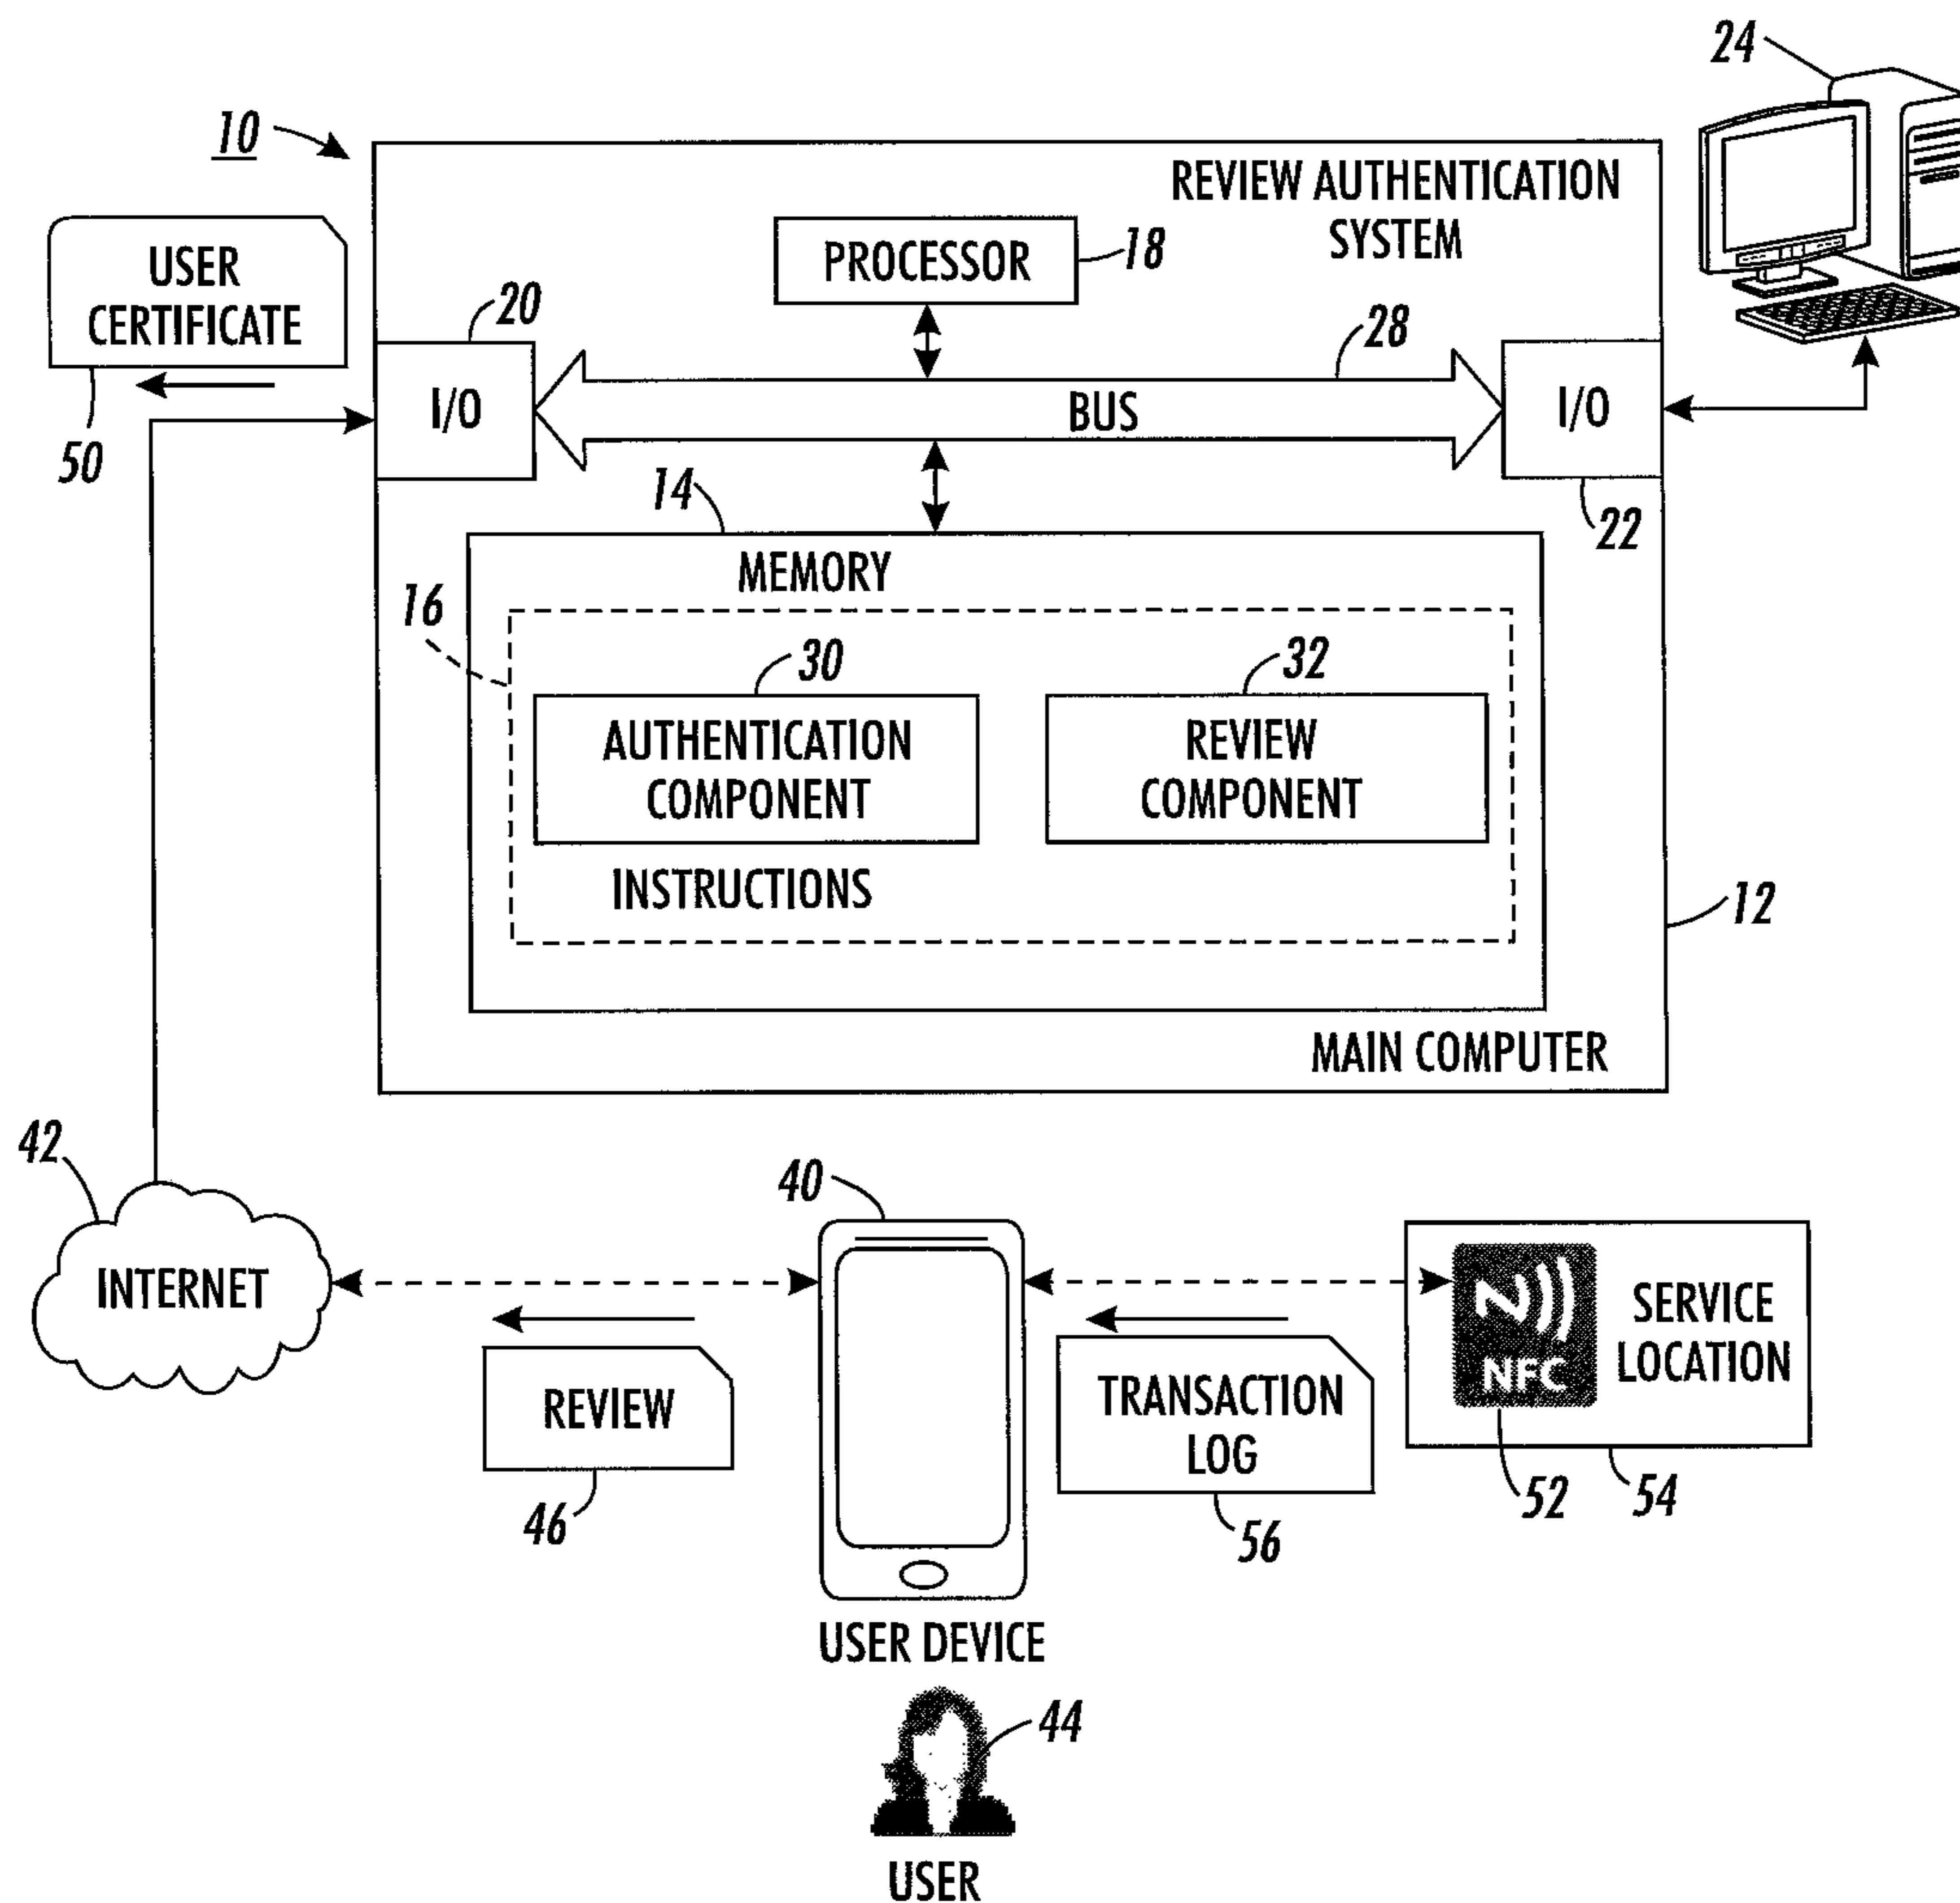 24
10
REVIEW AUTHENTICATION
SYSTEM
PROCESSOR
18
USER
CERTIFICATE
50
20
I/O
28
BUS
I/O
22
14
MEMORY
16
30
AUTHENTICATION
COMPONENT
32
REVIEW
COMPONENT
INSTRUCTIONS
12
MAIN COMPUTER
42
INTERNET
40
REVIEW
46
TRANSACTION
LOG
56
NFC
SERVICE
LOCATION
52
54
USER DEVICE
44
USER